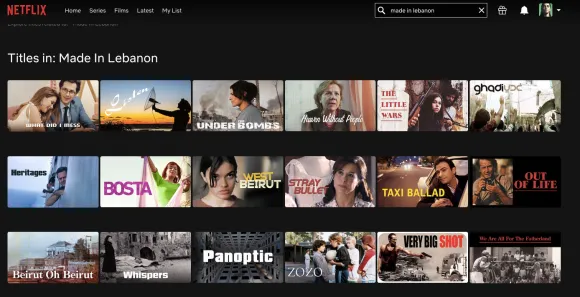 NETFLIX
Home Series Films Latest My List
made in lebanon
Titles in: Made In Lebanon
WHAT DID I MESS
Listen
UNDER THE BOMBS
Heaven Without People
THE LITTLE WARS
ghadi
Heritages
BOSTA
WEST BEIRUT
STRAY BULLET
TAXI BALLAD
OUT OF LIFE
Beirut Oh Beirut
Whispers
Panoptic
ZOZO
VERY BIG SHOT
We Are All For The Fatherland